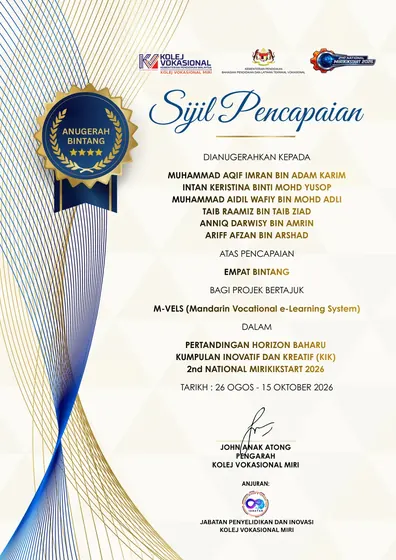 KOLEJ
VOKASIONAL
KOLEJ VOKASIONAL MIRI
KEMENTERIAN PENDIDIKAN
BAHAGIAN PENDIDIKAN DAN LATIHAN TEKNIKAL VOKASIONAL
2ND NATIONAL
MIRIKIKSTART 2026
Sijil Pencapaian
ANUGERAH
BINTANG
DIANUGERAHKAN KEPADA
MUHAMMAD AQIF IMRAN BIN ADAM KARIM
INTAN KERISTINA BINTI MOHD YUSOP
MUHAMMAD AIDIL WAFIY BIN MOHD ADLI
TAIB RAAMIZ BIN TAIB ZIAD
ANNIQ DARWISY BIN AMRIN
ARIFF AFZAN BIN ARSHAD
ATAS PENCAPAIAN
EMPAT BINTANG
BAGI PROJEK BERTAJUK
M-VELS (Mandarin Vocational e-Learning System)
DALAM
PERTANDINGAN HORIZON BAHARU
KUMPULAN INOVATIF DAN KREATIF (KIK)
2nd NATIONAL MIRIKIKSTART 2026
TARIKH : 26 OGOS - 15 OKTOBER 2026
JOHN ANAK ATONG
PENGARAH
KOLEJ VOKASIONAL MIRI
ANJURAN:
JABATAN PENYELIDIKAN DAN INOVASI
KOLEJ VOKASIONAL MIRI